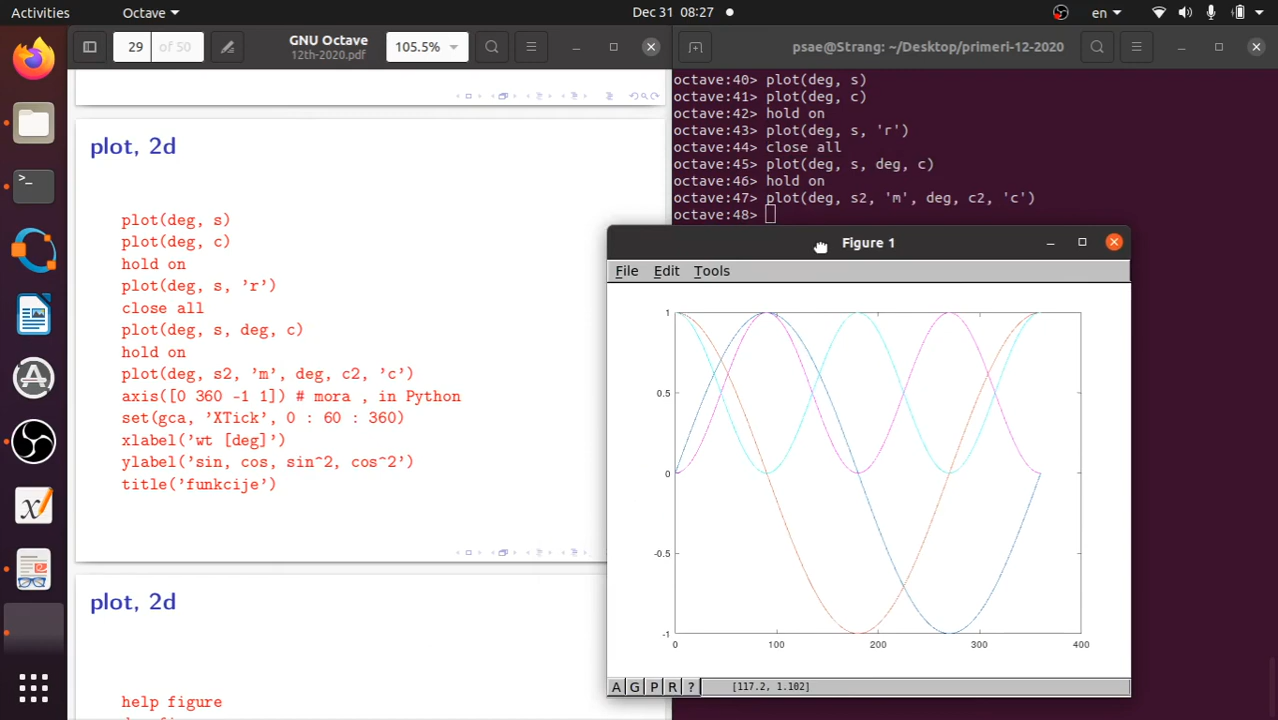 Activities Octave Dec 31 08:27 en
29 of 50 GNU Octave 105.5%
12th-2020.pdf
psae@Strang: ~/Desktop/primeri-12-2020
plot, 2d
plot(deg, s)
plot(deg, c)
hold on
plot(deg, s, ’r’)
close all
plot(deg, s, deg, c)
hold on
plot(deg, s2, ’m’, deg, c2, ’c’)
axis([0 360 -1 1]) # mora , in Python
set(gca, ’XTick’, 0 : 60 : 360)
xlabel(’wt [deg]’)
ylabel(’sin, cos, sin^2, cos^2’)
title(’funkcije’)
plot, 2d
help figure
octave:40> plot(deg, s)
octave:41> plot(deg, c)
octave:42> hold on
octave:43> plot(deg, s, 'r')
octave:44> close all
octave:45> plot(deg, s, deg, c)
octave:46> hold on
octave:47> plot(deg, s2, 'm', deg, c2, 'c')
octave:48>
Figure 1
File Edit Tools
1
0.5
0
-0.5
-1
0 100 200 300 400
A G P R ? [117.2, 1.102]